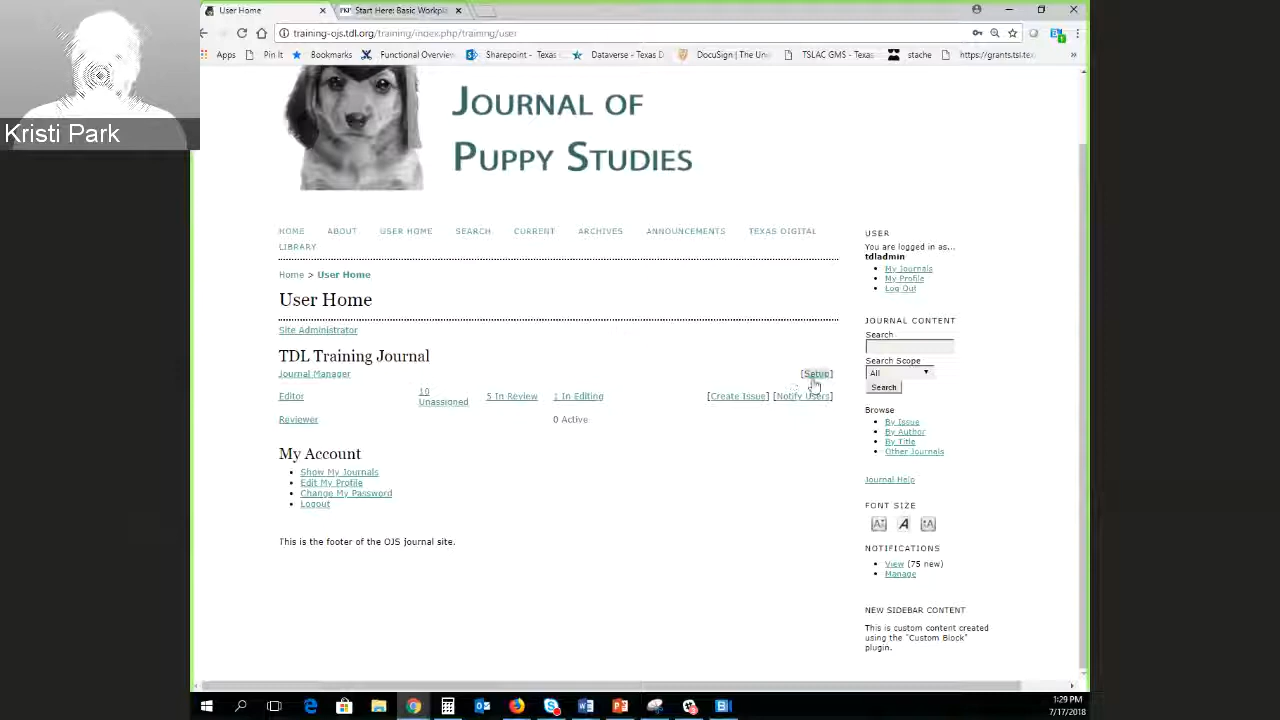 User Home
Start Here: Basic Workpla
training-ojs.tdl.org/training/index.php/training/user
Apps
Pin It
Bookmarks
Functional Overview
Sharepoint - Texas
Dataverse - Texas D
DocuSign | The Uni
TSLAC GMS - Texas
stache
https://grants.tsl.tex
»
Kristi Park
JOURNAL OF
PUPPY STUDIES
HOME ABOUT USER HOME SEARCH CURRENT ARCHIVES ANNOUNCEMENTS TEXAS DIGITAL
LIBRARY
Home > User Home
User Home
Site Administrator
TDL Training Journal
Journal Manager [Setup]
Editor 10 Unassigned 5 In Review 1 In Editing [Create Issue] [Notify Users]
Reviewer 0 Active
My Account
Show My Journals
Edit My Profile
Change My Password
Logout
This is the footer of the OJS journal site.
USER
You are logged in as...
tdladmin
My Journals
My Profile
Log Out
JOURNAL CONTENT
Search
Search Scope
All
Search
Browse
By Issue
By Author
By Title
Other Journals
Journal Help
FONT SIZE
A A A
NOTIFICATIONS
View (75 new)
Manage
NEW SIDEBAR CONTENT
This is custom content created
using the "Custom Block"
plugin.
1:29 PM
7/17/2018